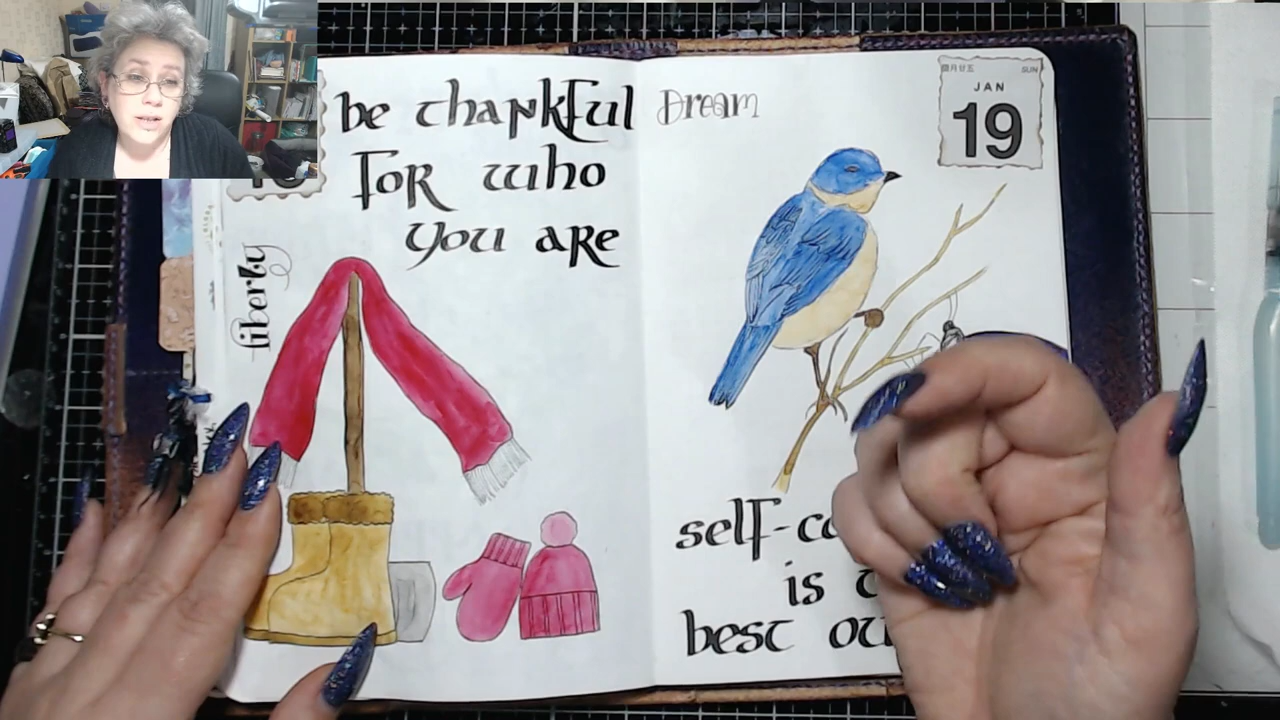 be thankful
for who
you are
liberty
Dream
SUN
JAN
19
self-
is
best